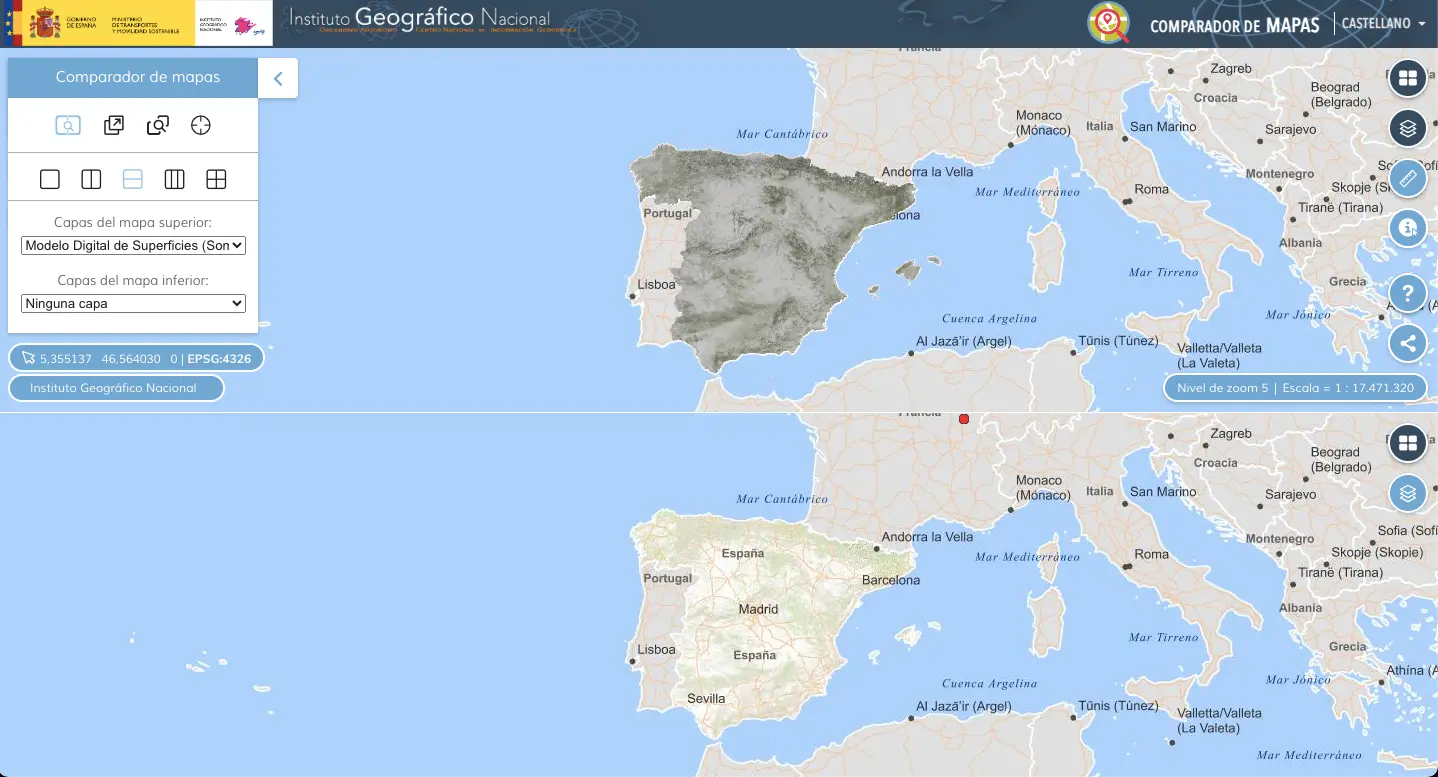 GOBIERNO
DE ESPAÑA
MINISTERIO
DE TRANSPORTES
Y MOVILIDAD SOSTENIBLE
INSTITUTO
GEOGRÁFICO
NACIONAL
Instituto Geográfico Nacional
Organismo Autónomo Centro Nacional de Información Geográfica
COMPARADOR DE MAPAS
CASTELLANO
Comparador de mapas
Capas del mapa superior:
Modelo Digital de Superficies (Som
Capas del mapa inferior:
Ninguna capa
5,355137 46,564030 0 | EPSG:4326
Instituto Geográfico Nacional
Francia
Zagreb
Croacia
Beograd
(Belgrado)
Monaco
(Mónaco)
Italia
San Marino
Sarajevo
Mar Cantábrico
Andorra la Vella
Mar Mediterráneo
Montenegro
Skopje (Sk
Roma
Tiranë (Tirana)
Portugal
Albania
Lisboa
Mar Tirreno
Grecia
Cuenca Argelina
Mar Jónico
Al Jazā'ir (Argel)
Tūnis (Túnez)
Valletta/Valleta
(La Valeta)
?
Nivel de zoom 5 | Escala = 1 : 17.471.320
Francia
Zagreb
Croacia
Beograd
(Belgrado)
Monaco
(Mónaco)
Italia
San Marino
Sarajevo
Mar Cantábrico
Andorra la Vella
Sofia (Sofí
Montenegro
España
Mar Mediterráneo
Roma
Skopje (Skopie)
Tiranë (Tirana)
Portugal
Barcelona
Madrid
Albania
Lisboa
España
Mar Tirreno
Grecia
Athína (A
Cuenca Argelina
Mar Jónico
Sevilla
Al Jazā'ir (Argel)
Tūnis (Túnez)
Valletta/Valleta
(La Valeta)
Mar Mediterráneo